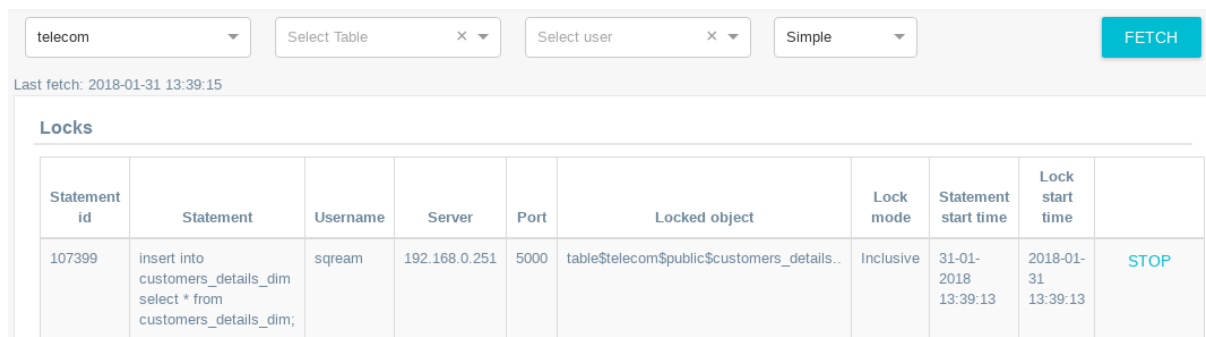 telecom
Select Table
Select user
Simple
FETCH
Last fetch: 2018-01-31 13:39:15
Locks
Statement id
Statement
Username
Server
Port
Locked object
Lock mode
Statement start time
Lock start time
107399
insert into
customers_details_dim
select * from
customers_details_dim;
sqream
192.168.0.251
5000
table$telecom$public$customers_details..
Inclusive
31-01-
2018
13:39:13
2018-01-
31
13:39:13
STOP